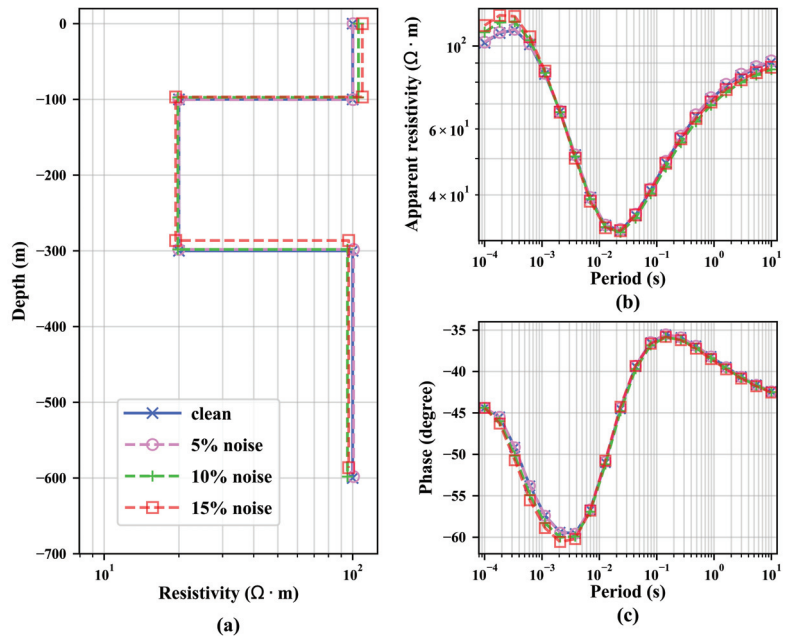 0
−100
−200
−300
−400
−500
−600
−700
Depth (m)
clean
5% noise
10% noise
15% noise
10¹
10²
Resistivity (Ω · m)
(a)
Apparent resistivity (Ω · m)
10²
6 × 10¹
4 × 10¹
10⁻⁴
10⁻³
10⁻²
10⁻¹
10⁰
10¹
Period (s)
(b)
Phase (degree)
−35
−40
−45
−50
−55
−60
10⁻⁴
10⁻³
10⁻²
10⁻¹
10⁰
10¹
Period (s)
(c)